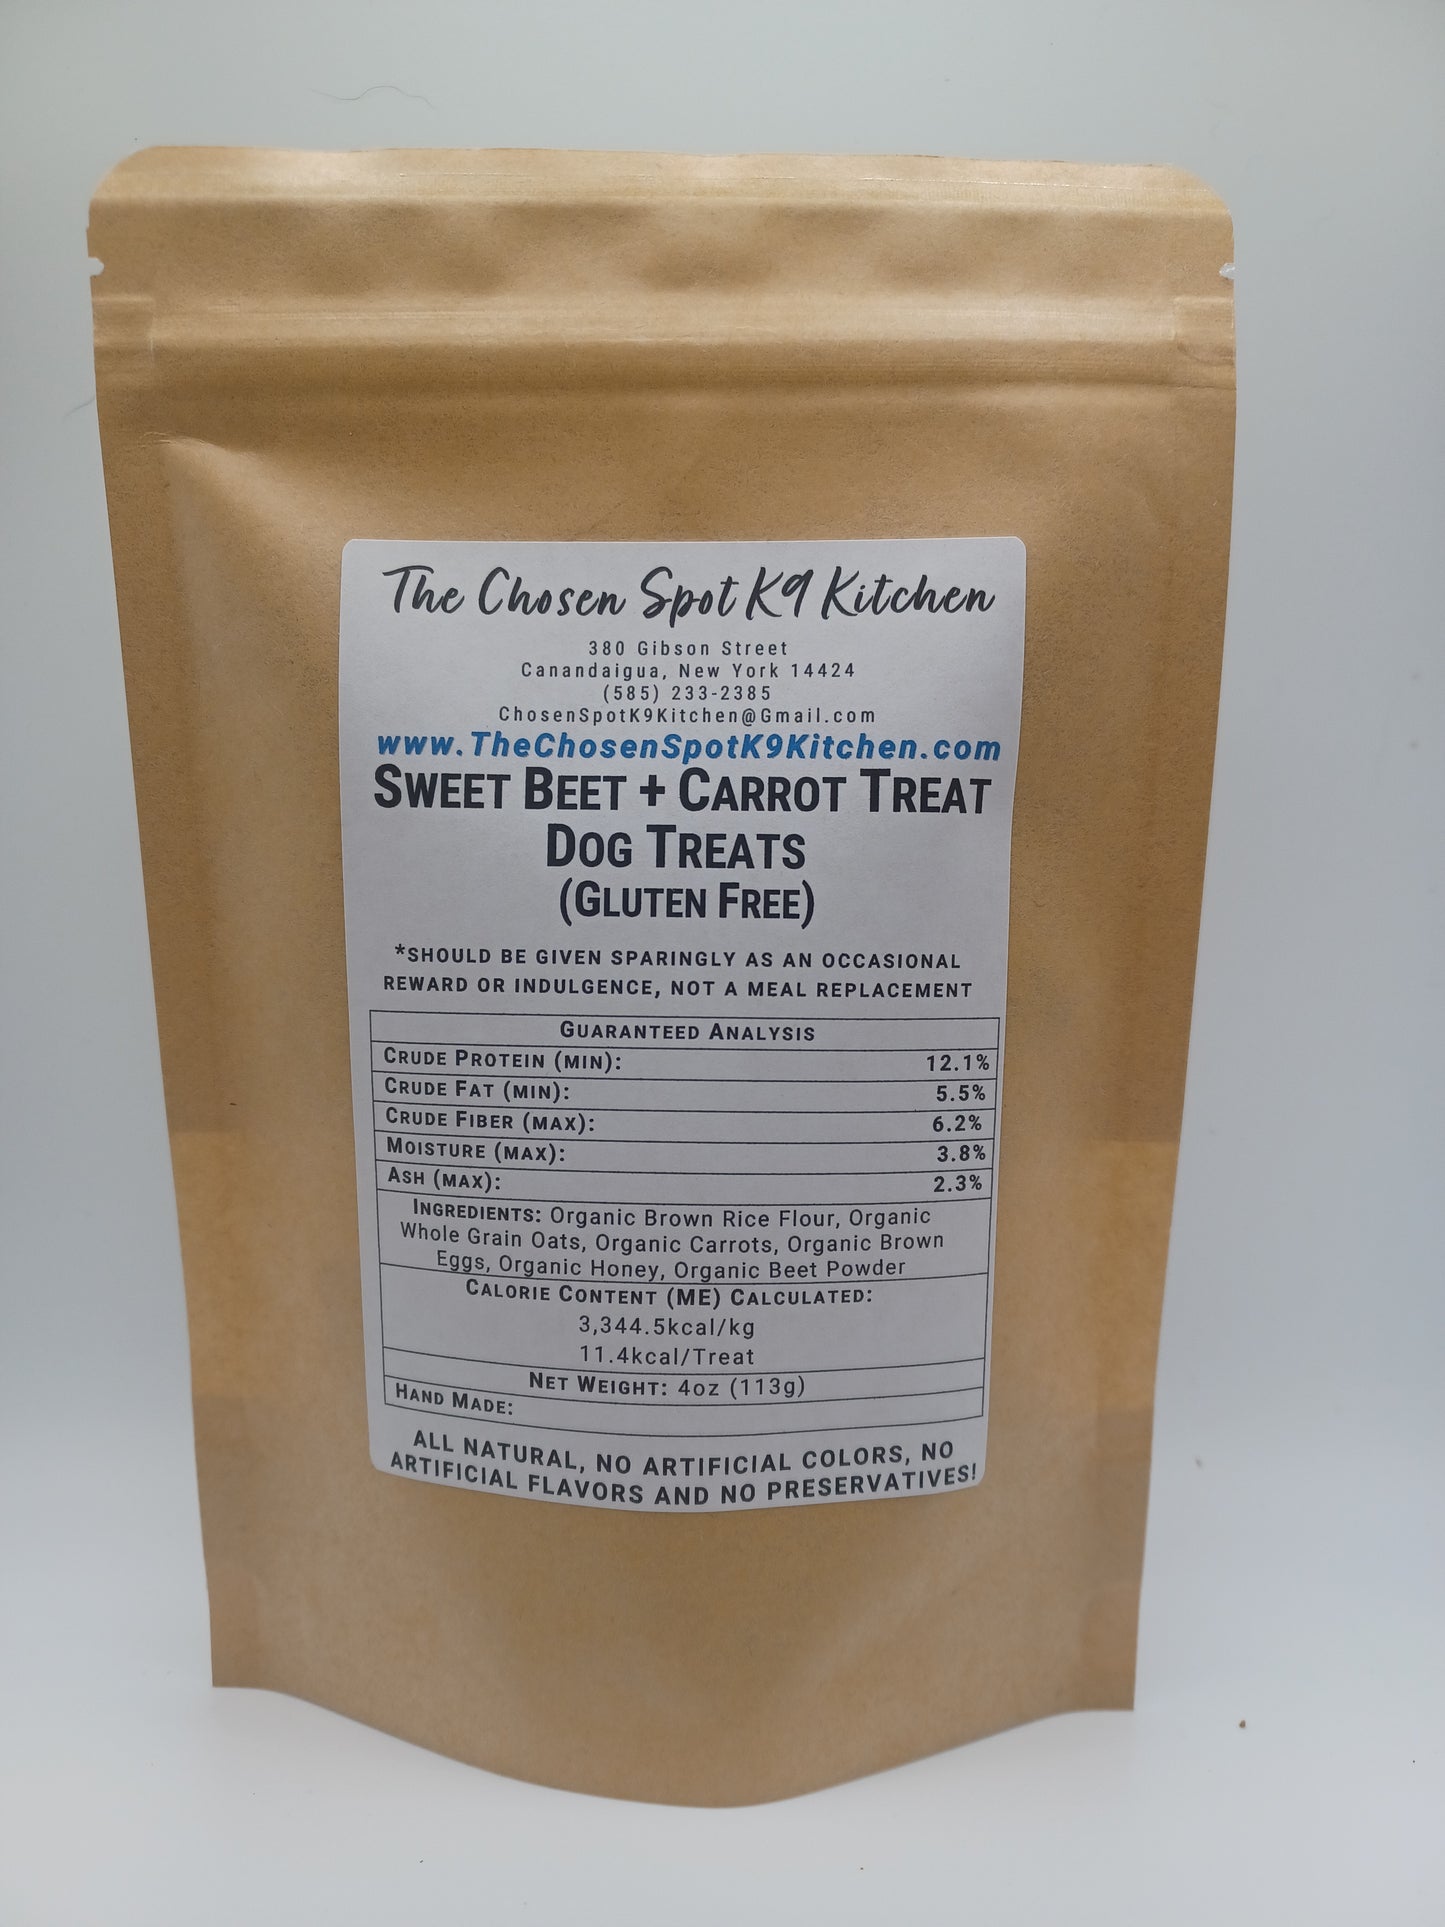 The Chosen Spot K9 Kitchen
380 Gibson Street
Canandaigua, New York 14424
(585) 233-2385
ChosenSpotK9Kitchen@Gmail.com
www.TheChosenSpotK9Kitchen.com
SWEET BEET + CARROT TREAT
DOG TREATS
(GLUTEN FREE)
*SHOULD BE GIVEN SPARINGLY AS AN OCCASIONAL
REWARD OR INDULGENCE, NOT A MEAL REPLACEMENT
GUARANTEED ANALYSIS
CRUDE PROTEIN (MIN): 12.1%
CRUDE FAT (MIN): 5.5%
CRUDE FIBER (MAX): 6.2%
MOISTURE (MAX): 3.8%
ASH (MAX): 2.3%
INGREDIENTS: Organic Brown Rice Flour, Organic
Whole Grain Oats, Organic Carrots, Organic Brown
Eggs, Organic Honey, Organic Beet Powder
CALORIE CONTENT (ME) CALCULATED:
3,344.5kcal/kg
11.4kcal/Treat
NET WEIGHT: 4oz (113g)
HAND MADE:
ALL NATURAL, NO ARTIFICIAL COLORS, NO
ARTIFICIAL FLAVORS AND NO PRESERVATIVES!